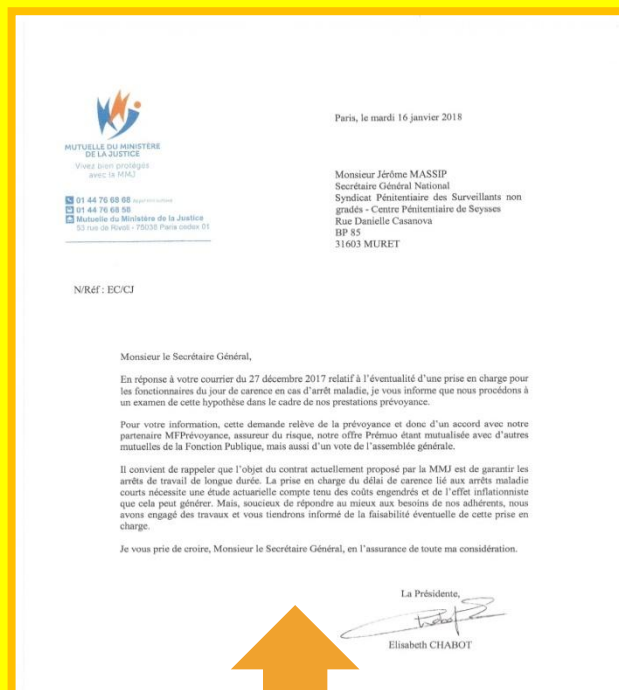 MUTUELLE DU MINISTÈRE
DE LA JUSTICE
Vivez bien protégés
avec la MMJ
01 44 76 68 68
01 44 76 68 58
Mutuelle du Ministère de la Justice
53 rue de Rivoli - 75038 Paris cedex 01
N/Réf : EC/CJ
Paris, le mardi 16 janvier 2018
Monsieur Jérôme MASSIP
Secrétaire Général National
Syndicat Pénitentiaire des Surveillants non
gradés - Centre Pénitentiaire de Seysses
Rue Danielle Casanova
BP 85
31603 MURET
Monsieur le Secrétaire Général,
En réponse à votre courrier du 27 décembre 2017 relatif à l'éventualité d'une prise en charge pour
les fonctionnaires du jour de carence en cas d'arrêt maladie, je vous informe que nous procédons à
un examen de cette hypothèse dans le cadre de nos prestations prévoyance.
Pour votre information, cette demande relève de la prévoyance et donc d'un accord avec notre
partenaire MFPrévoyance, assureur du risque, notre offre Prémuo étant mutualisée avec d'autres
mutuelles de la Fonction Publique, mais aussi d'un vote de l'assemblée générale.
Il convient de rappeler que l'objet du contrat actuellement proposé par la MMJ est de garantir les
arrêts de travail de longue durée. La prise en charge du délai de carence lié aux arrêts maladie
courts nécessite une étude actuarielle compte tenu des coûts engendrés et de l'effet inflationniste
que cela peut générer. Mais, soucieux de répondre au mieux aux besoins de nos adhérents, nous
avons engagé des travaux et vous tiendrons informé de la faisabilité éventuelle de cette prise en
charge.
Je vous prie de croire, Monsieur le Secrétaire Général, en l'assurance de toute ma considération.
La Présidente,
Elisabeth CHABOT